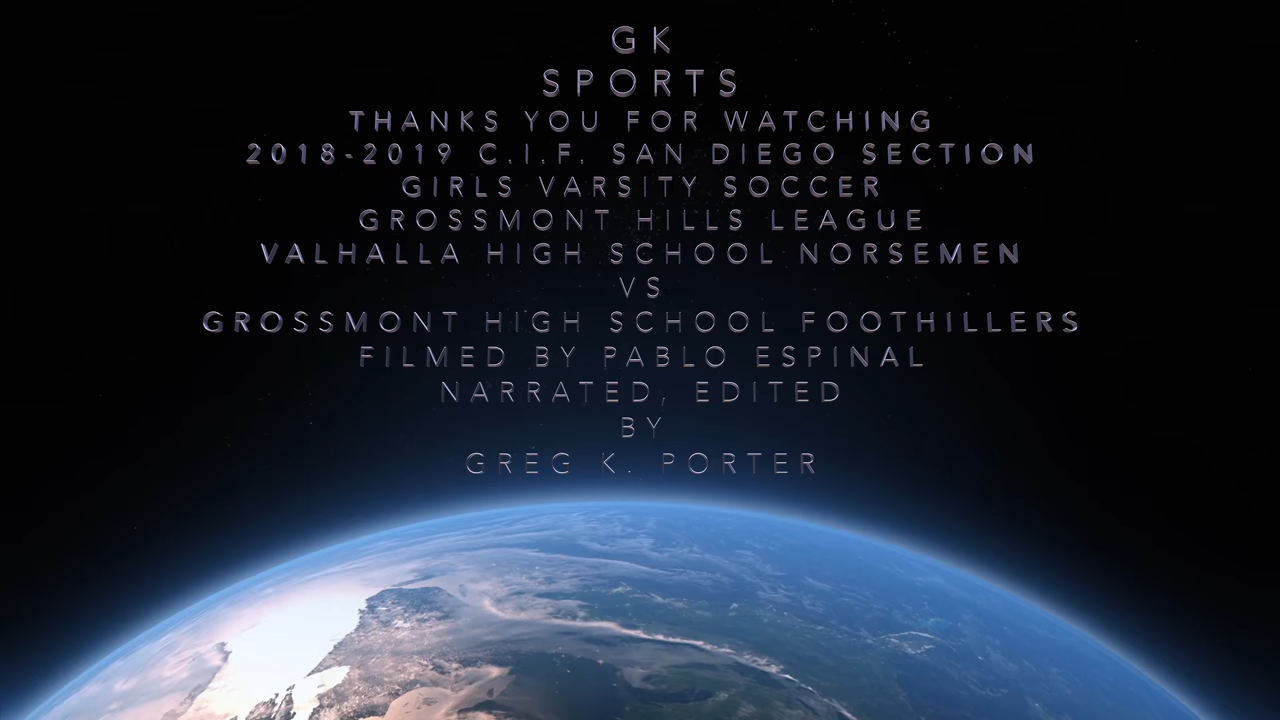 GK
SPORTS
THANKS YOU FOR WATCHING
2018-2019 C.I.F. SAN DIEGO SECTION
GIRLS VARSITY SOCCER
GROSSMONT HILLS LEAGUE
VALHALLA HIGH SCHOOL NORSEMEN
VS
GROSSMONT HIGH SCHOOL FOOTHILLERS
FILMED BY PABLO ESPINAL
NARRATED, EDITED
BY
GREG K. PORTER